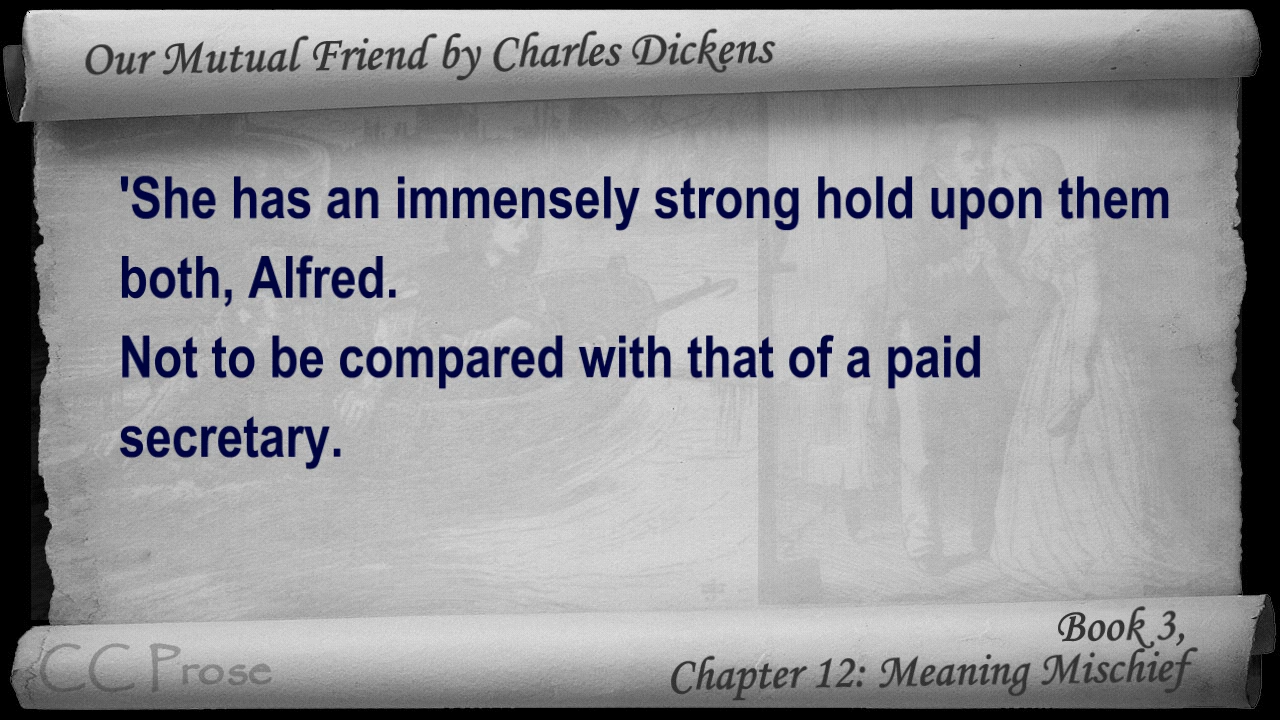 Our Mutual Friend by Charles Dickens
'She has an immensely strong hold upon them
both, Alfred.
Not to be compared with that of a paid
secretary.
Book 3,
Chapter 12: Meaning Mischief
CC Prose